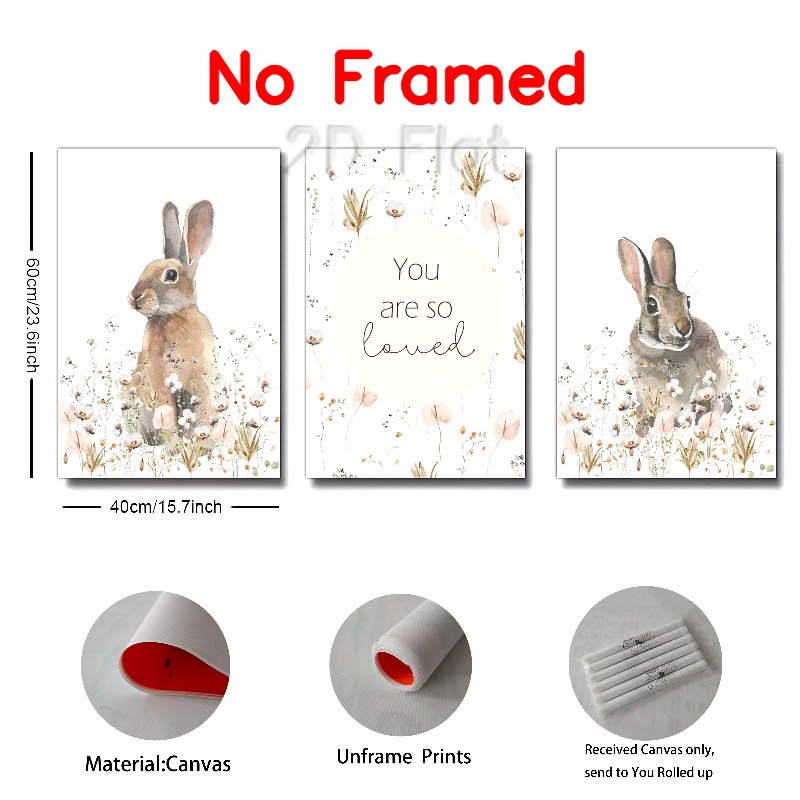 No Framed
2D Flat
60cm/23.6inch
You
are so
loved
40cm/15.7inch
Material:Canvas
Unframe Prints
Received Canvas only,
send to You Rolled up